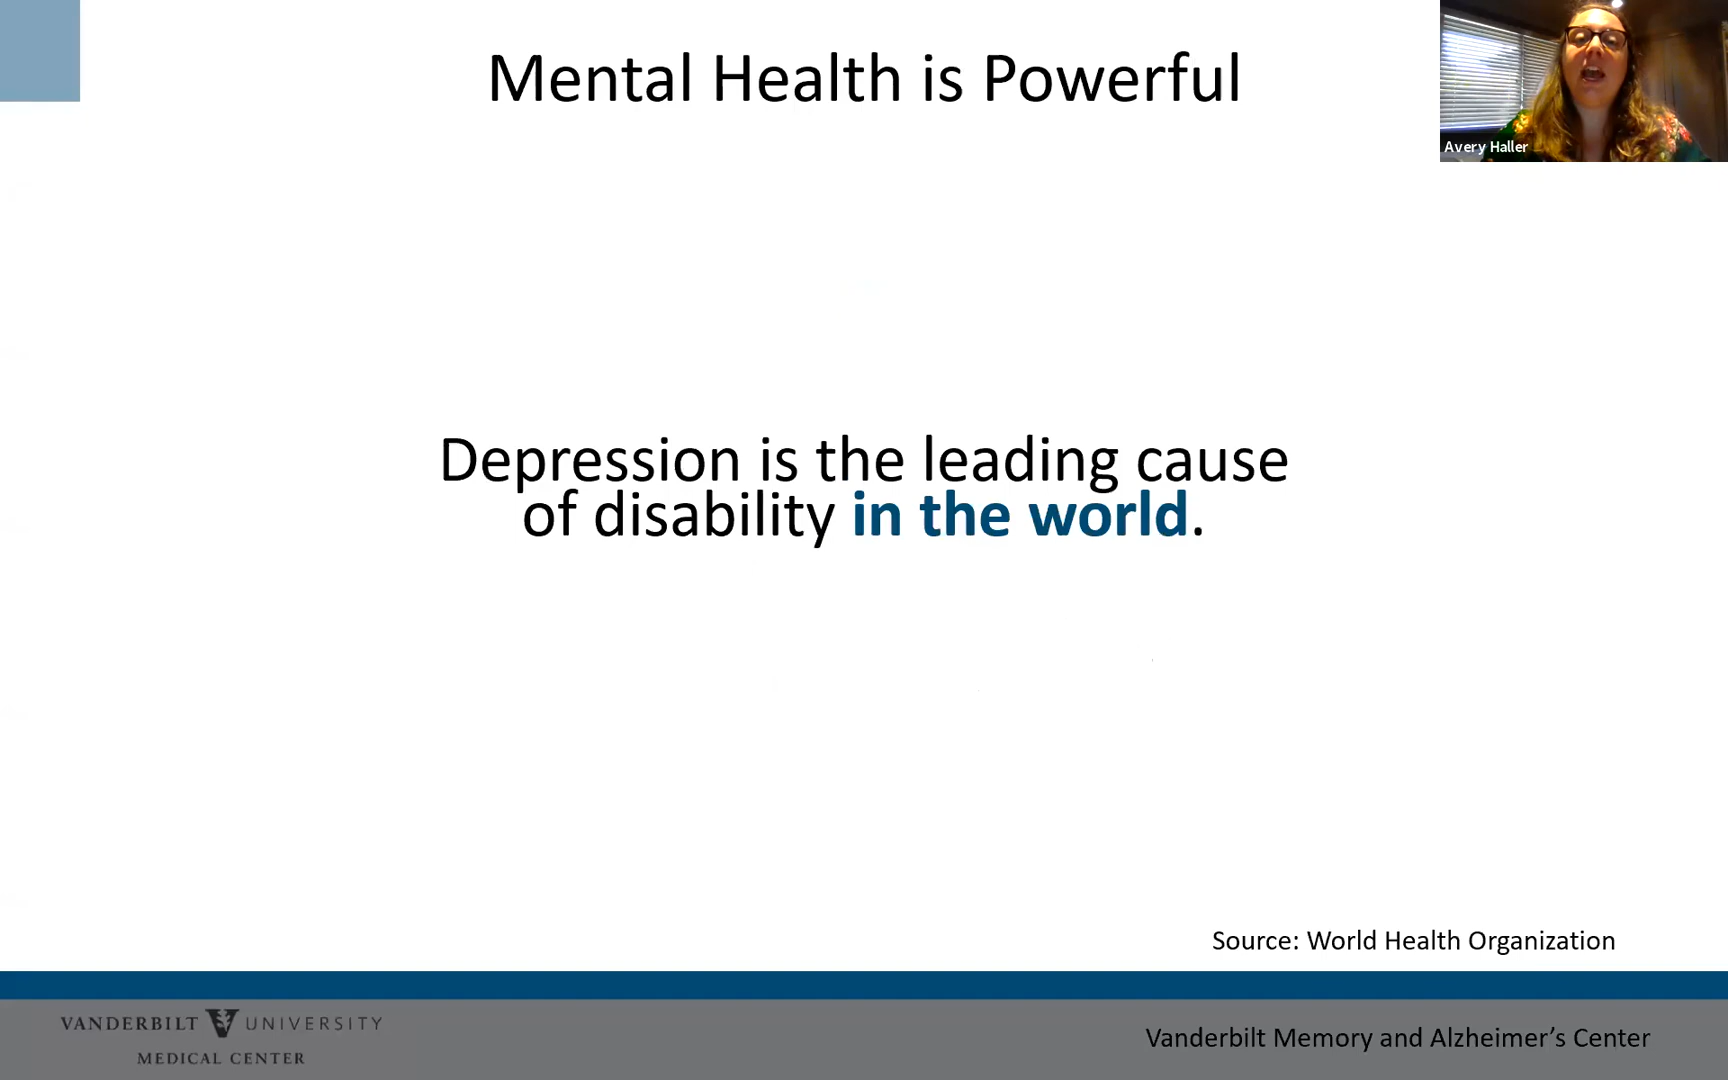 Mental Health is Powerful
Avery Haller
Depression is the leading cause
of disability in the world.
Source: World Health Organization
VANDERBILT UNIVERSITY
MEDICAL CENTER
Vanderbilt Memory and Alzheimer’s Center